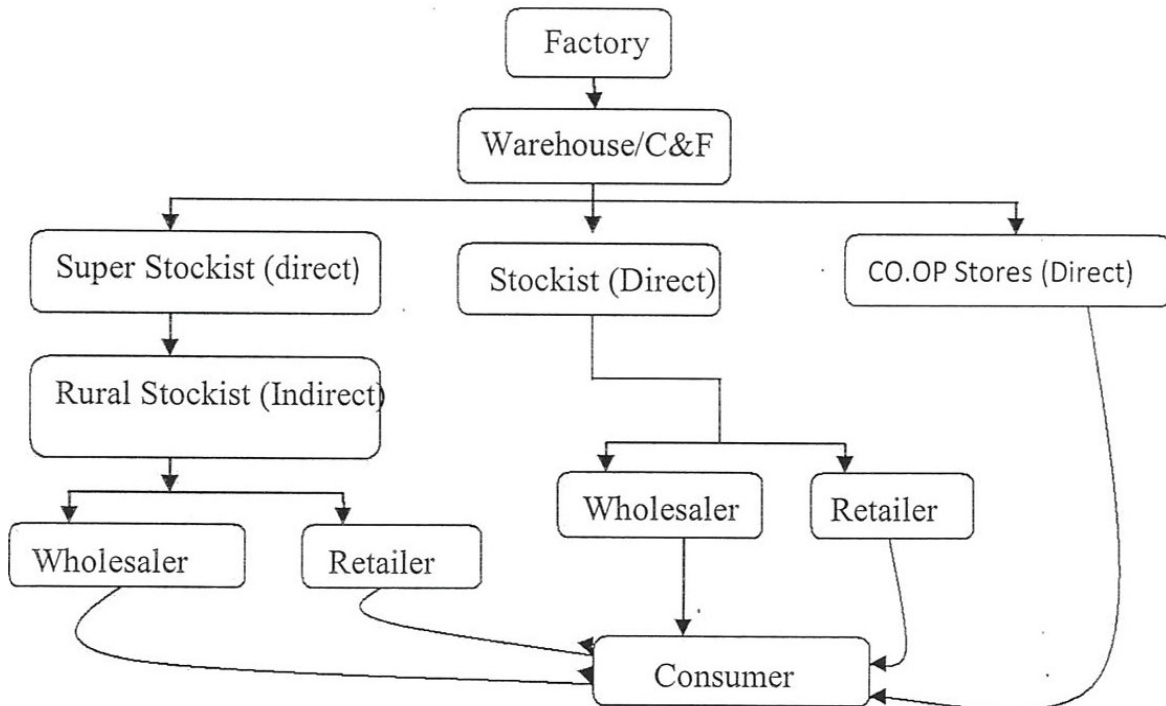 Factory
Warehouse/C&F
Super Stockist (direct)
Stockist (Direct)
CO.OP Stores (Direct)
Rural Stockist (Indirect)
Wholesaler
Retailer
Wholesaler
Retailer
Consumer